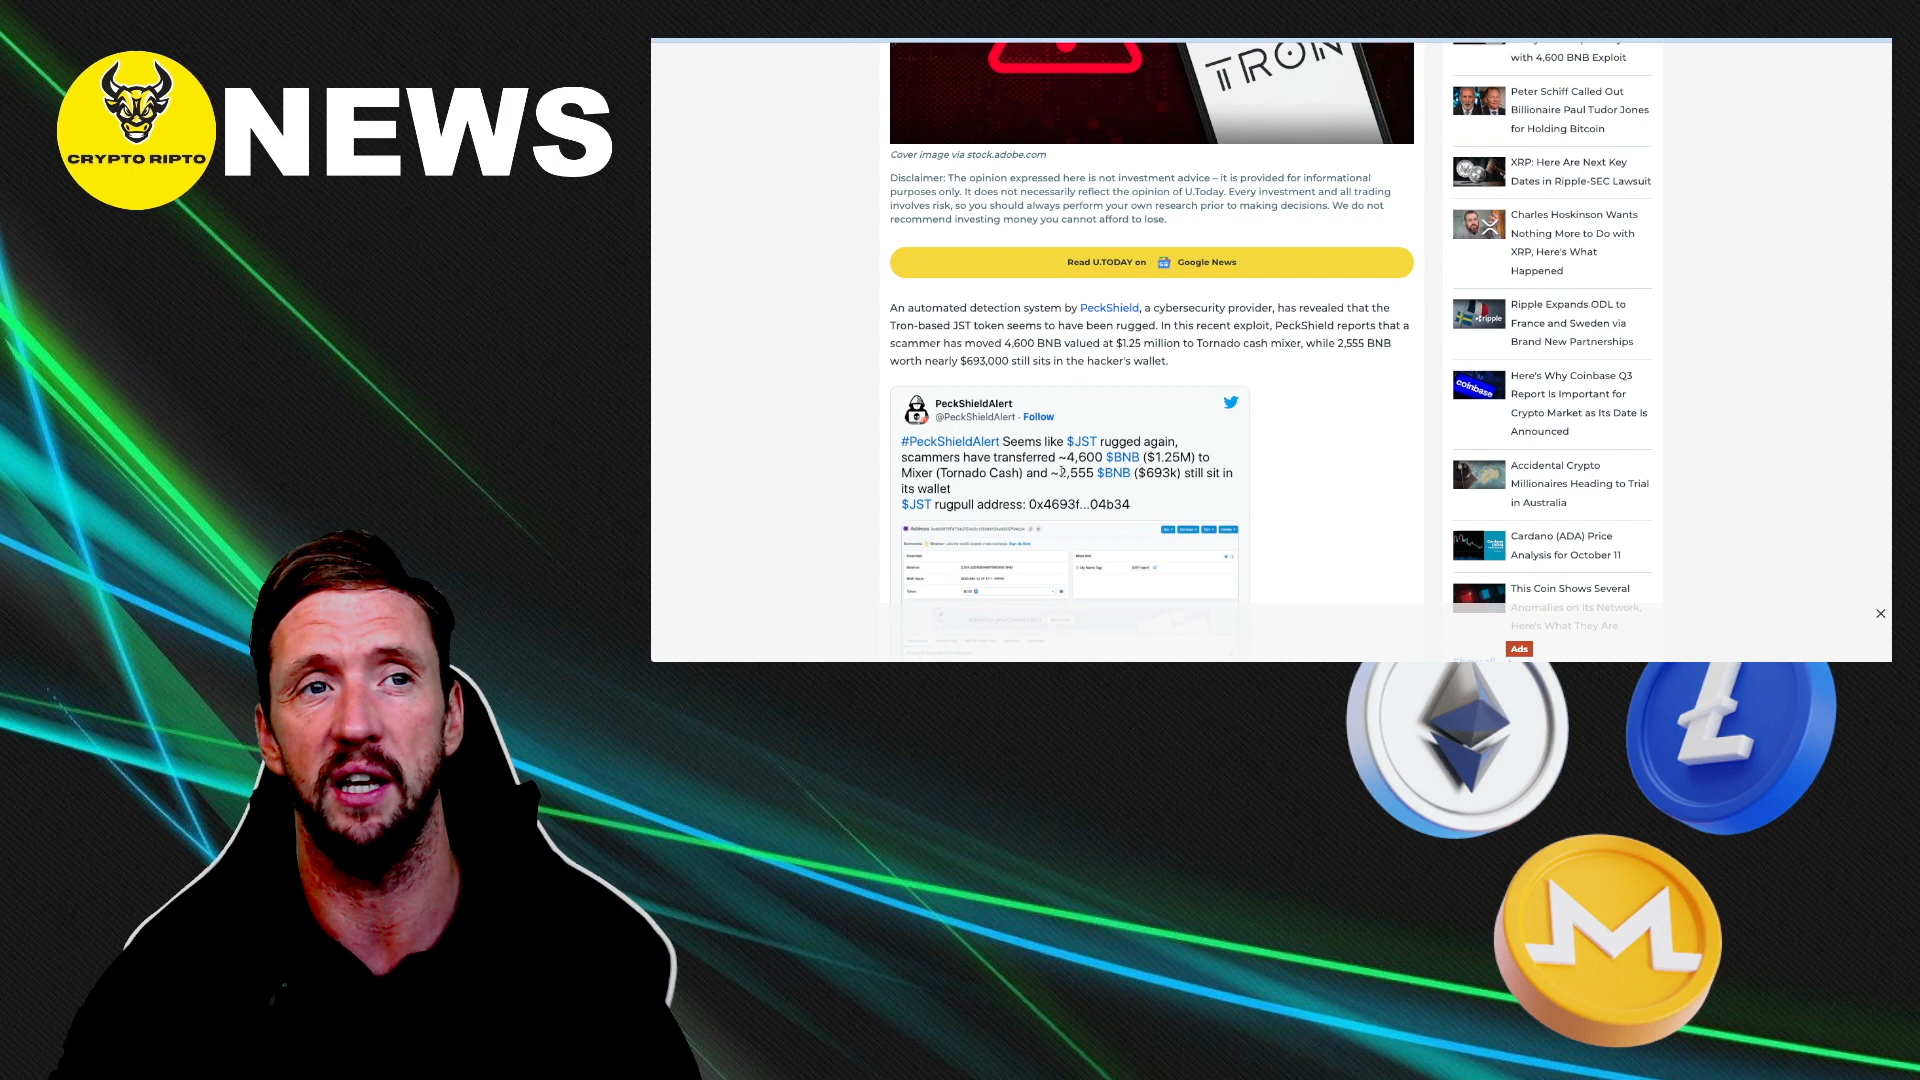 CRYPTO RIPTO
NEWS
TRON
Cover image via stock.adobe.com
Disclaimer: The opinion expressed here is not investment advice – it is provided for informational
purposes only. It does not necessarily reflect the opinion of U.Today. Every investment and all trading
involves risk, so you should always perform your own research prior to making decisions. We do not
recommend investing money you cannot afford to lose.
Read U.TODAY on Google News
An automated detection system by PeckShield, a cybersecurity provider, has revealed that the
Tron-based JST token seems to have been rugged. In this recent exploit, PeckShield reports that a
scammer has moved 4,600 BNB valued at $1.25 million to Tornado cash mixer, while 2,555 BNB
worth nearly $693,000 still sits in the hacker's wallet.
PeckShieldAlert
@PeckShieldAlert · Follow
#PeckShieldAlert Seems like $JST rugged again,
scammers have transferred ~4,600 $BNB ($1.25M) to
Mixer (Tornado Cash) and ~2,555 $BNB ($693k) still sit in
its wallet
$JST rugpull address: 0x4693f...04b34
Address
Overview
Balance:
BNB Value:
Token:
My Name Tag:
with 4,600 BNB Exploit
Peter Schiff Called Out
Billionaire Paul Tudor Jones
for Holding Bitcoin
XRP: Here Are Next Key
Dates in Ripple-SEC Lawsuit
Charles Hoskinson Wants
Nothing More to Do with
XRP, Here's What
Happened
ripple
Ripple Expands ODL to
France and Sweden via
Brand New Partnerships
coinbase
Here's Why Coinbase Q3
Report Is Important for
Crypto Market as Its Date Is
Announced
Accidental Crypto
Millionaires Heading to Trial
in Australia
Cardano (ADA) Price
Analysis for October 11
This Coin Shows Several
Anomalies on Its Network,
Here's What They Are
Ads